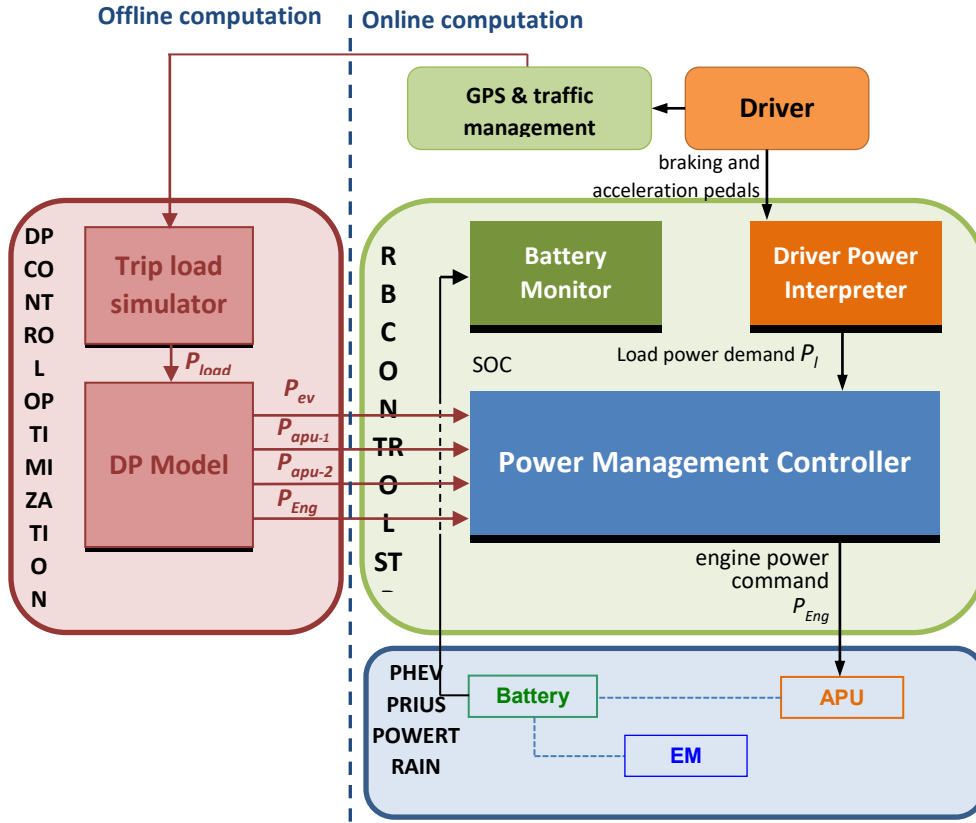 Offline computation
Online computation
GPS & traffic
management
Driver
braking and
acceleration pedals
DP
CO
NT
RO
L
OP
TI
MI
ZA
TI
O
N
Trip load
simulator
P_load
DP Model
P_ev
P_apu-1
P_apu-2
P_Eng
R
B
C
O
N
TR
O
L
ST
Battery
Monitor
Driver Power
Interpreter
SOC
Load power demand P_l
Power Management Controller
engine power
command
P_Eng
PHEV
PRIUS
POWERT
RAIN
Battery
APU
EM